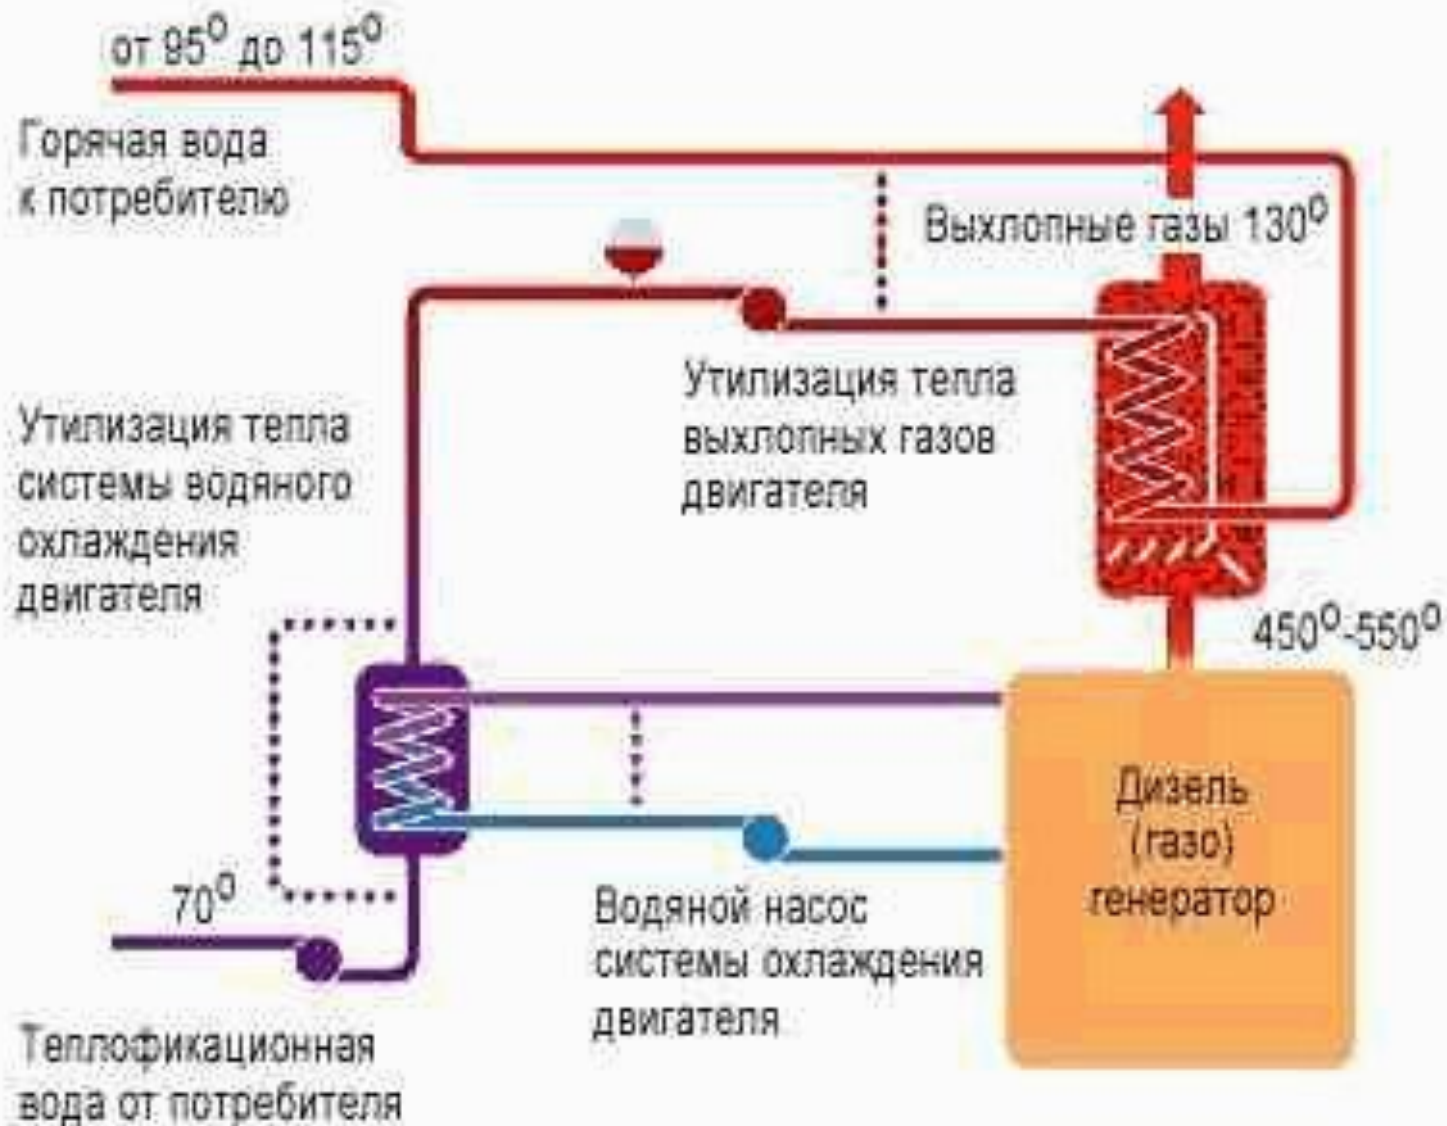 от 95⁰ до 115⁰
Горячая вода
к потребителю
Выхлопные газы 130⁰
Утилизация тепла
выхлопных газов
двигателя
Утилизация тепла
системы водяного
охлаждения
двигателя
450⁰-550⁰
Дизель
(газо)
генератор
70⁰
Водяной насос
системы охлаждения
двигателя
Теплофикационная
вода от потребителя